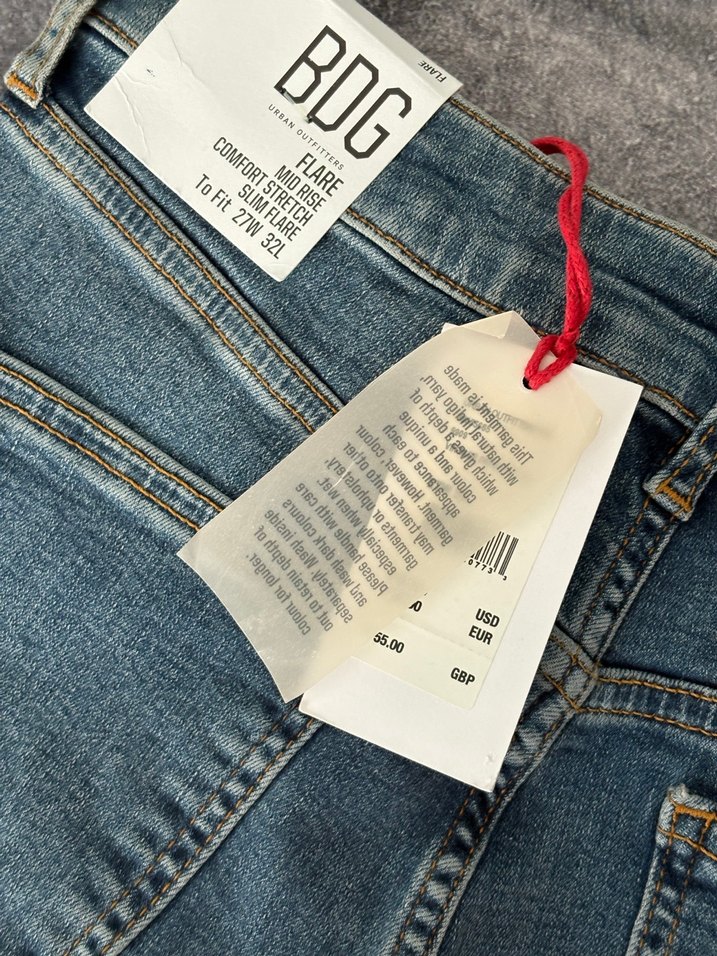 FLARE
BDG
URBAN OUTFITTERS
FLARE
MID RISE
COMFORT STRETCH
SLIM FLARE
To Fit 27W 32L
This garment is made
with natural indigo yarn,
which gives a depth of
colour and a unique
appearance to each
garment however, colour
may transfer onto other
garments or upholstery,
especially when wet.
Please handle with care
and wash dark colours
separately. Wash inside
out to retain depth of
colour for longer.
0773 3
00 USD
EUR
55.00 GBP